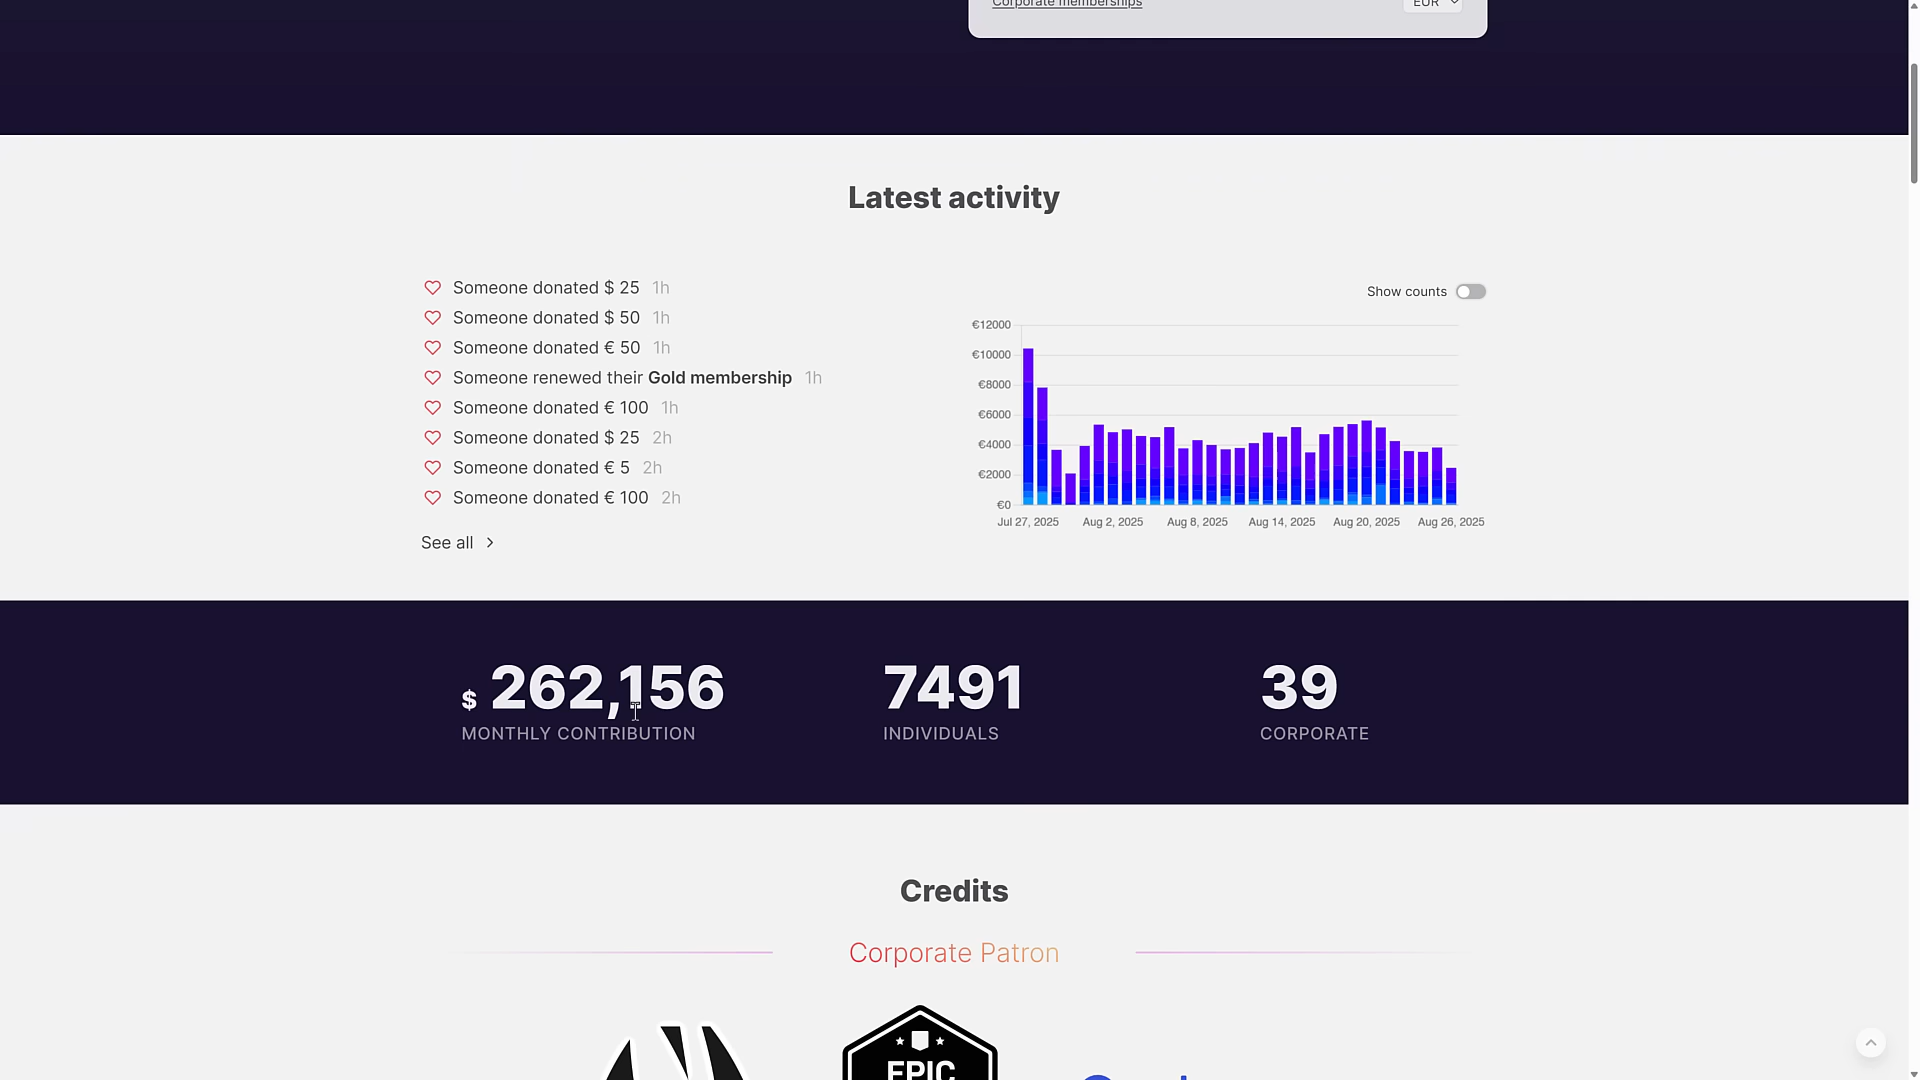 Corporate memberships
EUR
Latest activity
Someone donated $ 25 1h
Someone donated $ 50 1h
Someone donated € 50 1h
Someone renewed their Gold membership 1h
Someone donated € 100 1h
Someone donated $ 25 2h
Someone donated € 5 2h
Someone donated € 100 2h
See all
Show counts
€12000
€10000
€8000
€6000
€4000
€2000
€0
Jul 27, 2025 Aug 2, 2025 Aug 8, 2025 Aug 14, 2025 Aug 20, 2025 Aug 26, 2025
$ 262,156
MONTHLY CONTRIBUTION
7491
INDIVIDUALS
39
CORPORATE
Credits
Corporate Patron
EPIC